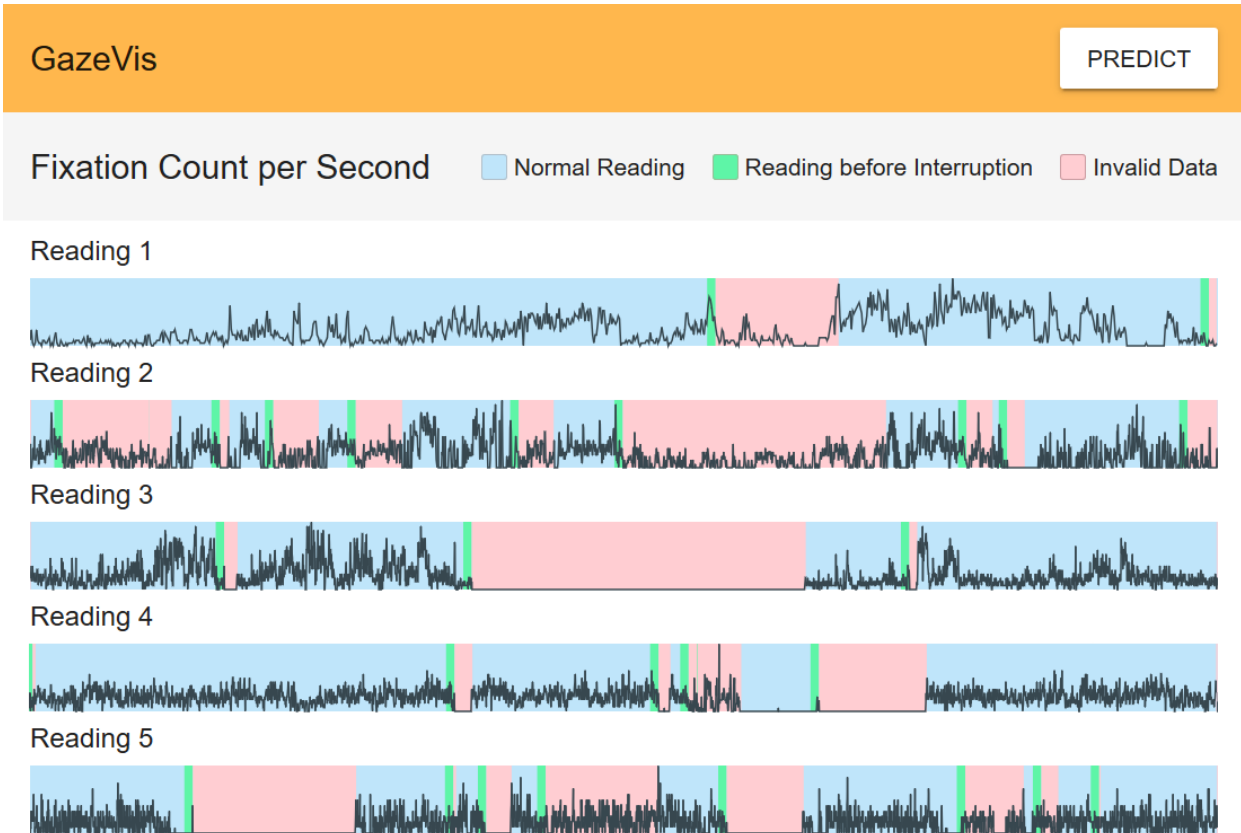 GazeVis
PREDICT
Fixation Count per Second
Normal Reading
Reading before Interruption
Invalid Data
Reading 1
Reading 2
Reading 3
Reading 4
Reading 5